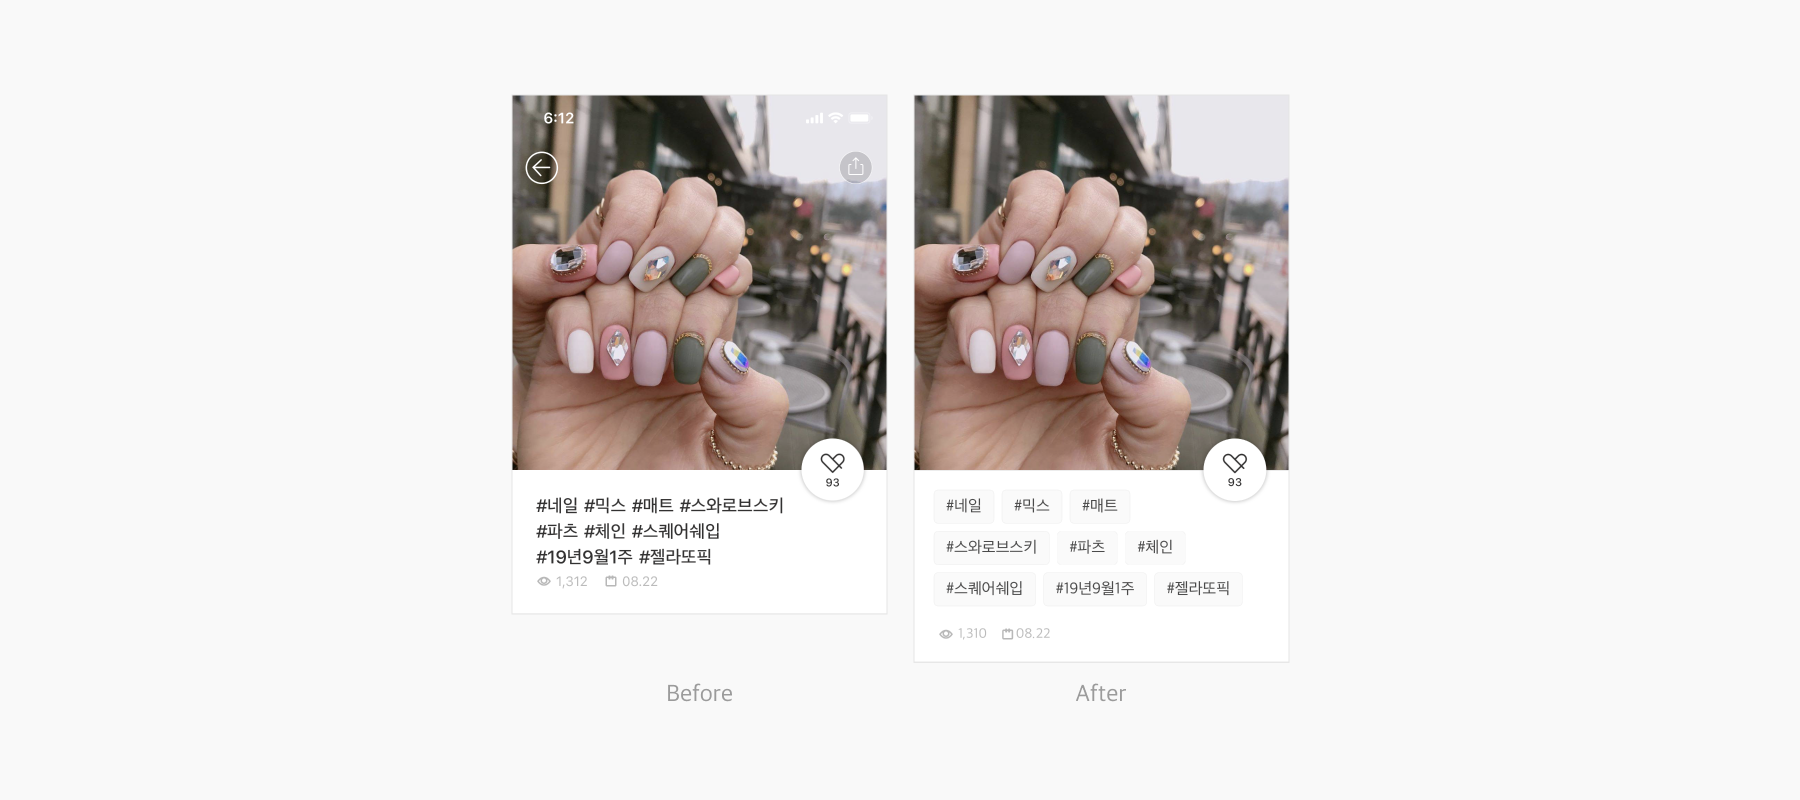 6:12
93
#네일 #믹스 #매트 #스와로브스키
#파츠 #체인 #스퀘어쉐입
#19년9월1주 #젤라또픽
1,312 08.22
Before
93
#네일 #믹스 #매트
#스와로브스키 #파츠 #체인
#스퀘어쉐입 #19년9월1주 #젤라또픽
1,310 08.22
After